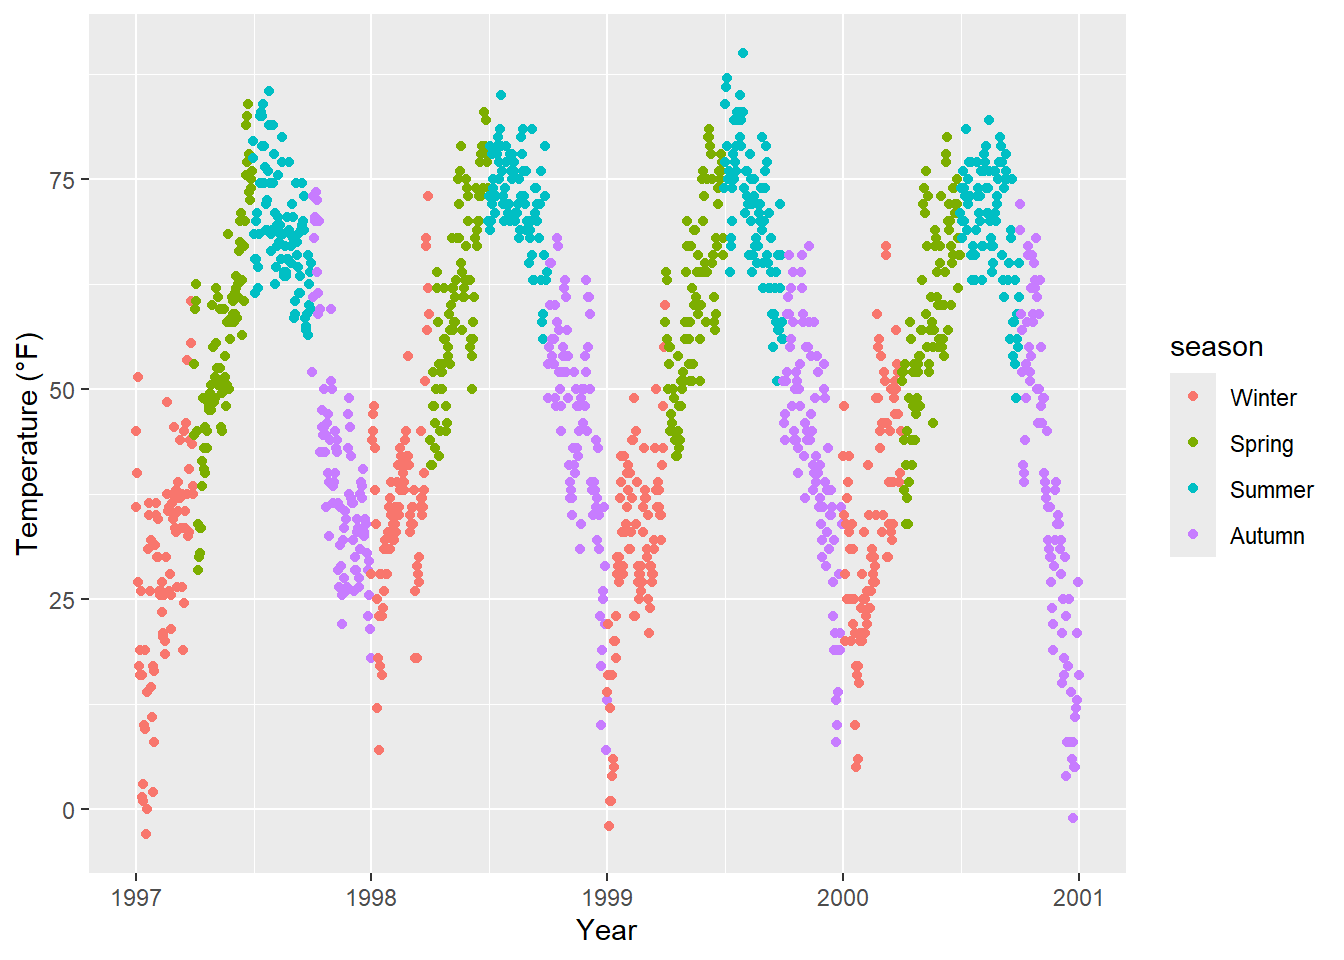 Temperature (°F)
75
50
25
0
1997 1998 1999 2000 2001
Year
season
Winter
Spring
Summer
Autumn